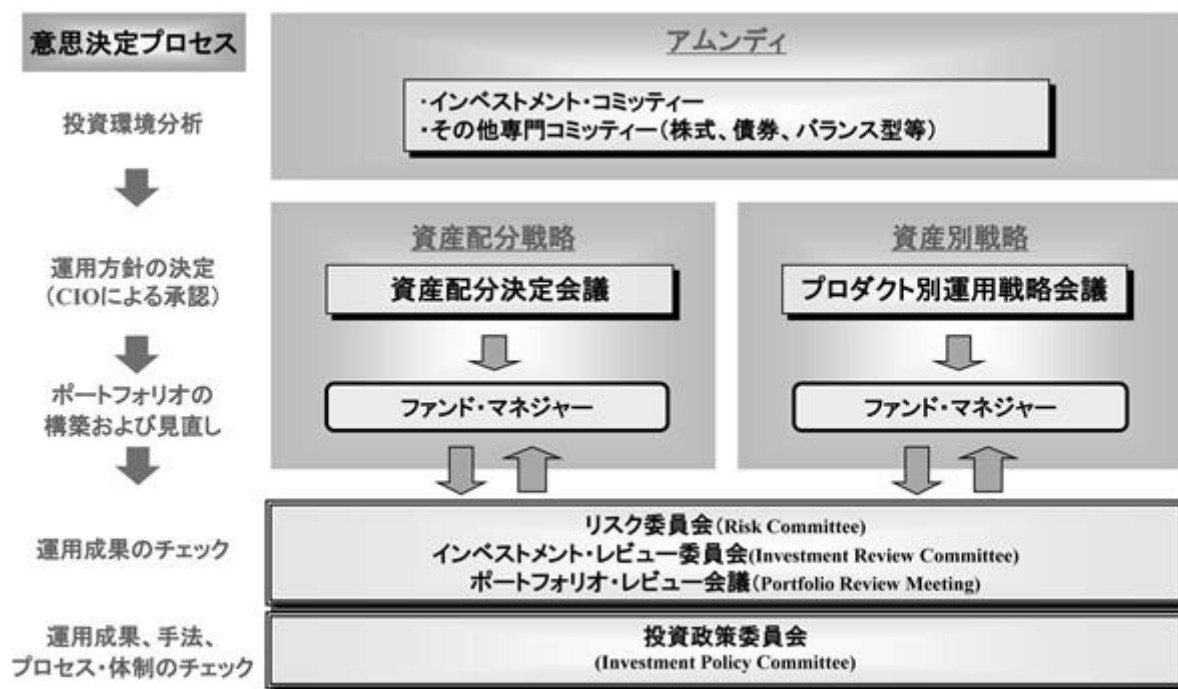 意思決定プロセス
アムンディ
投資環境分析
・インベストメント・コミッティー
・その他専門コミッティー（株式、債券、バランス型等）
資産配分戦略
資産別戦略
運用方針の決定
（CIOによる承認）
資産配分決定会議
プロダクト別運用戦略会議
ポートフォリオの
構築および見直し
ファンド・マネジャー
ファンド・マネジャー
運用成果のチェック
リスク委員会(Risk Committee)
インベストメント・レビュー委員会(Investment Review Committee)
ポートフォリオ・レビュー会議(Portfolio Review Meeting)
運用成果、手法、
プロセス・体制のチェック
投資政策委員会
(Investment Policy Committee)